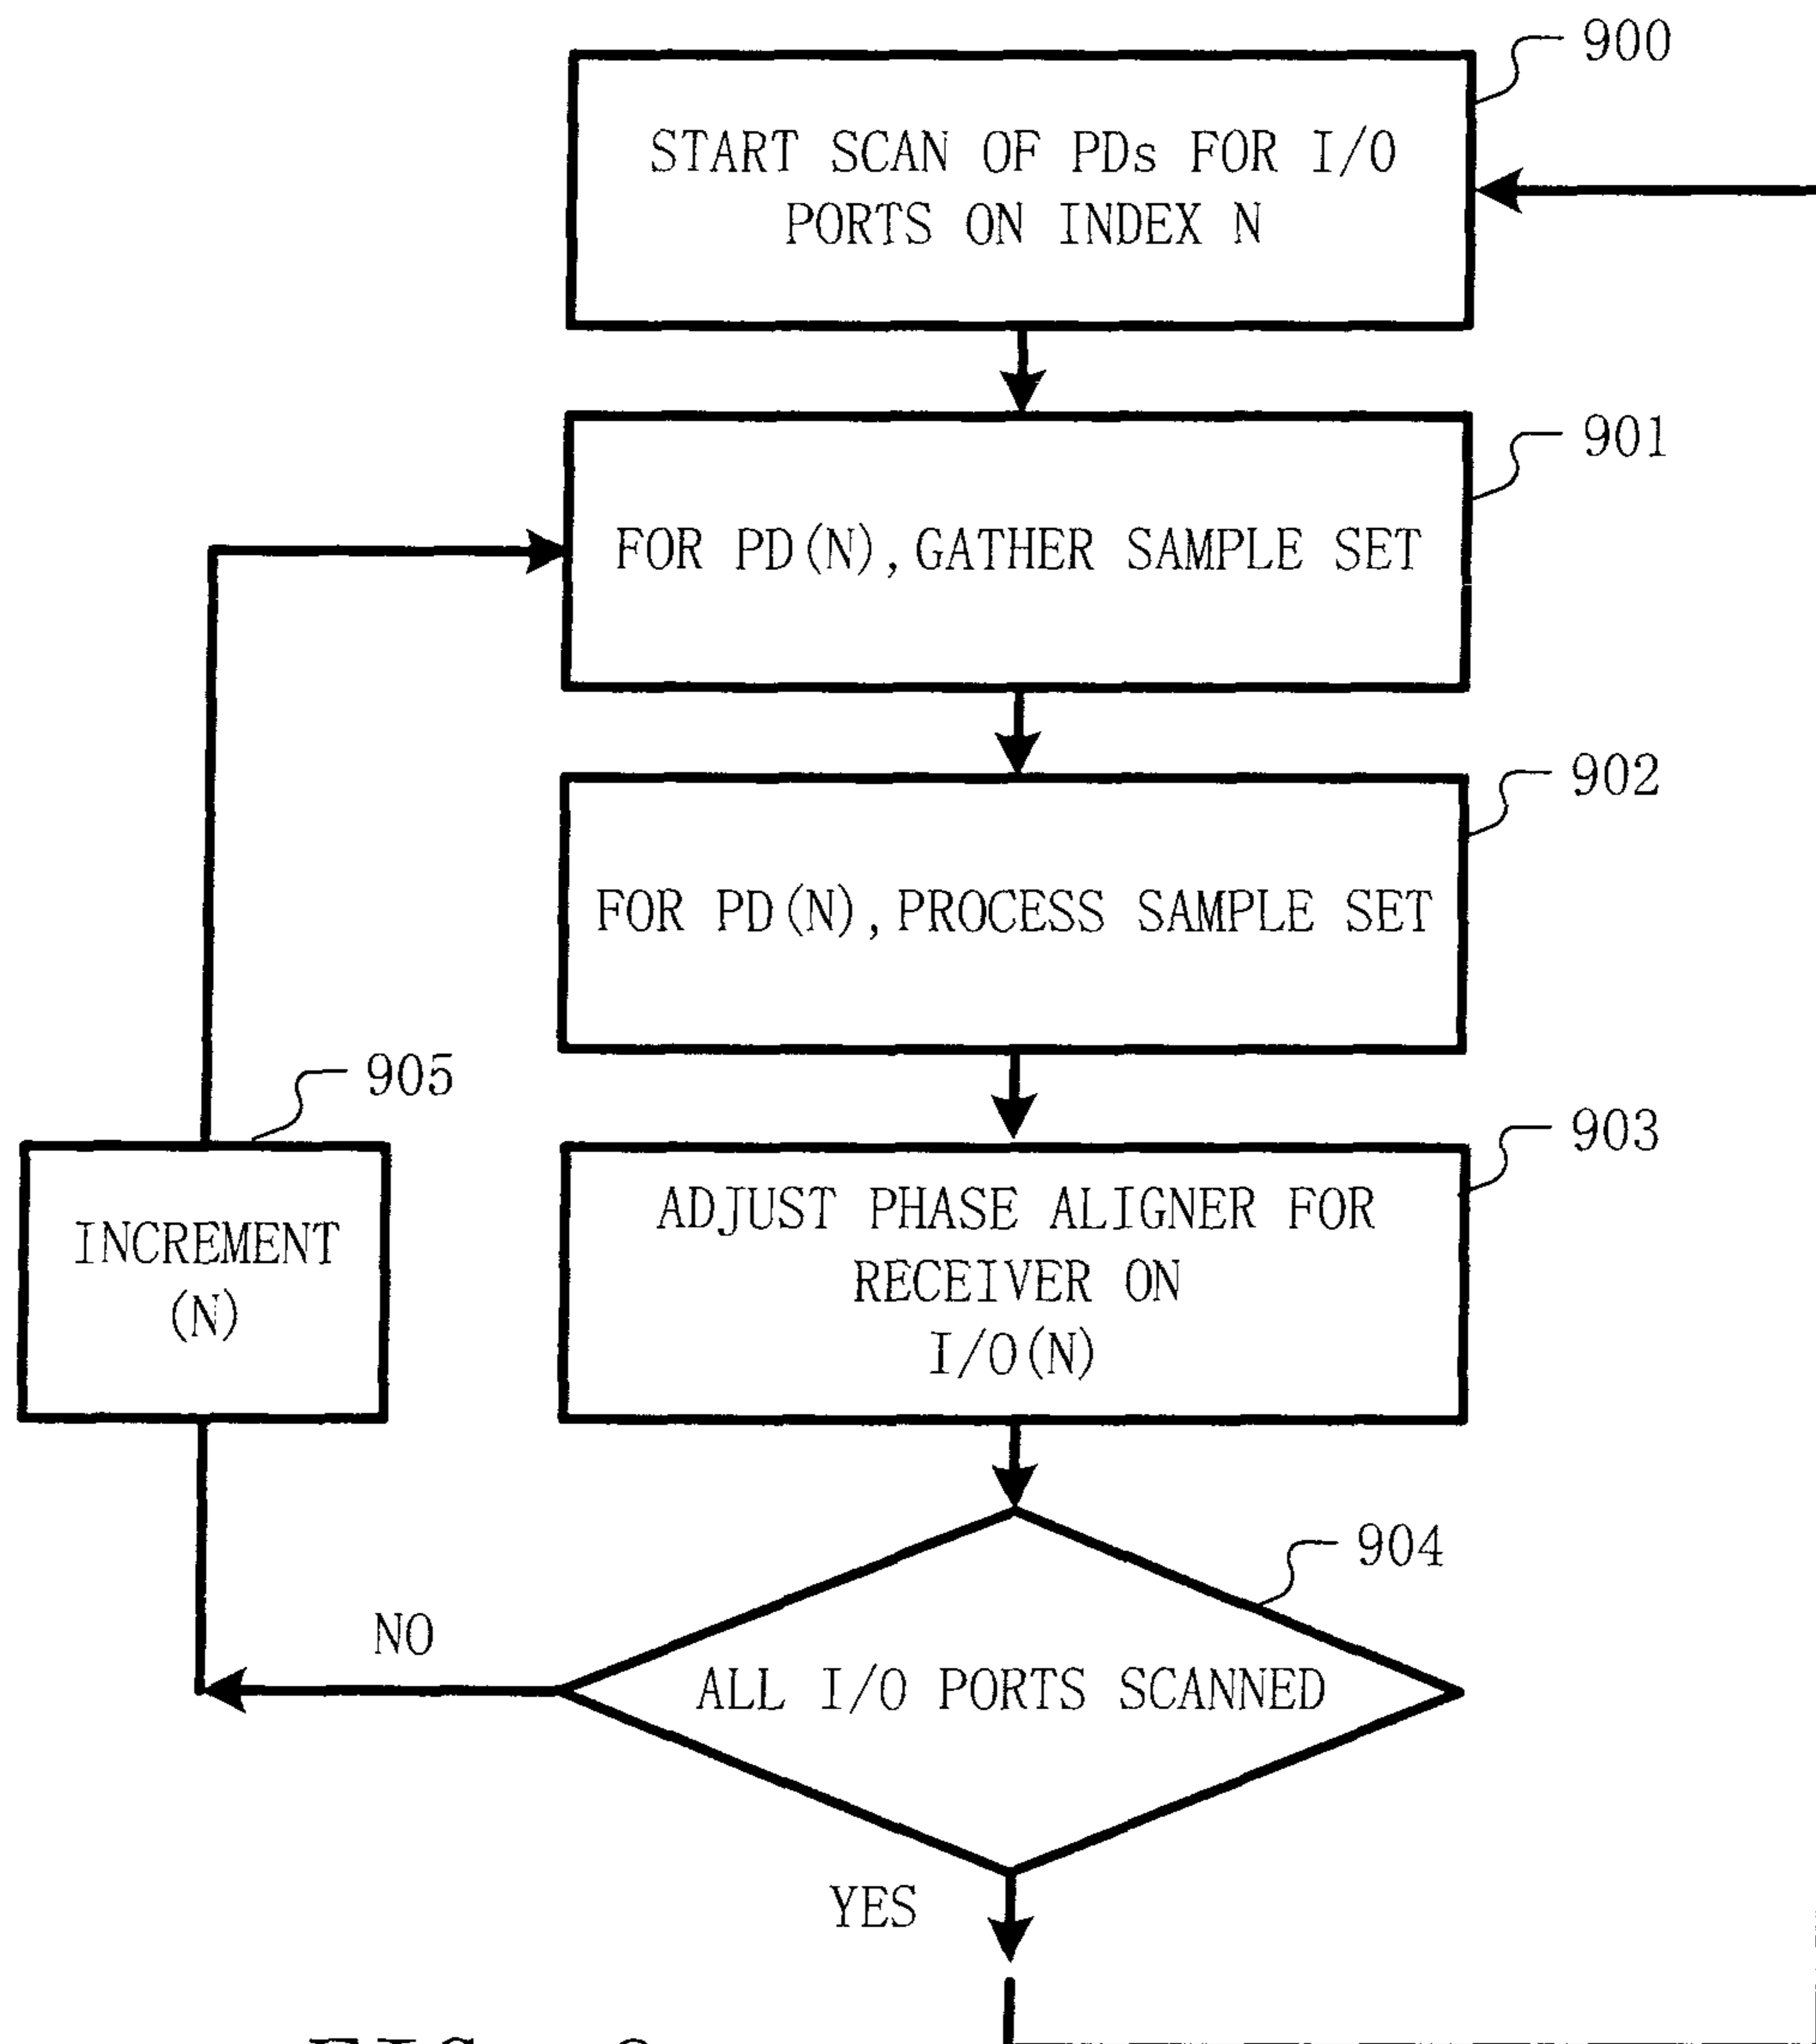 900
START SCAN OF PDs FOR I/O
PORTS ON INDEX N
901
FOR PD(N),GATHER SAMPLE SET
902
FOR PD(N),PROCESS SAMPLE SET
905
903
INCREMENT
(N)
ADJUST PHASE ALIGNER FOR
RECEIVER ON
I/O(N)
904
NO
ALL I/O PORTS SCANNED
YES